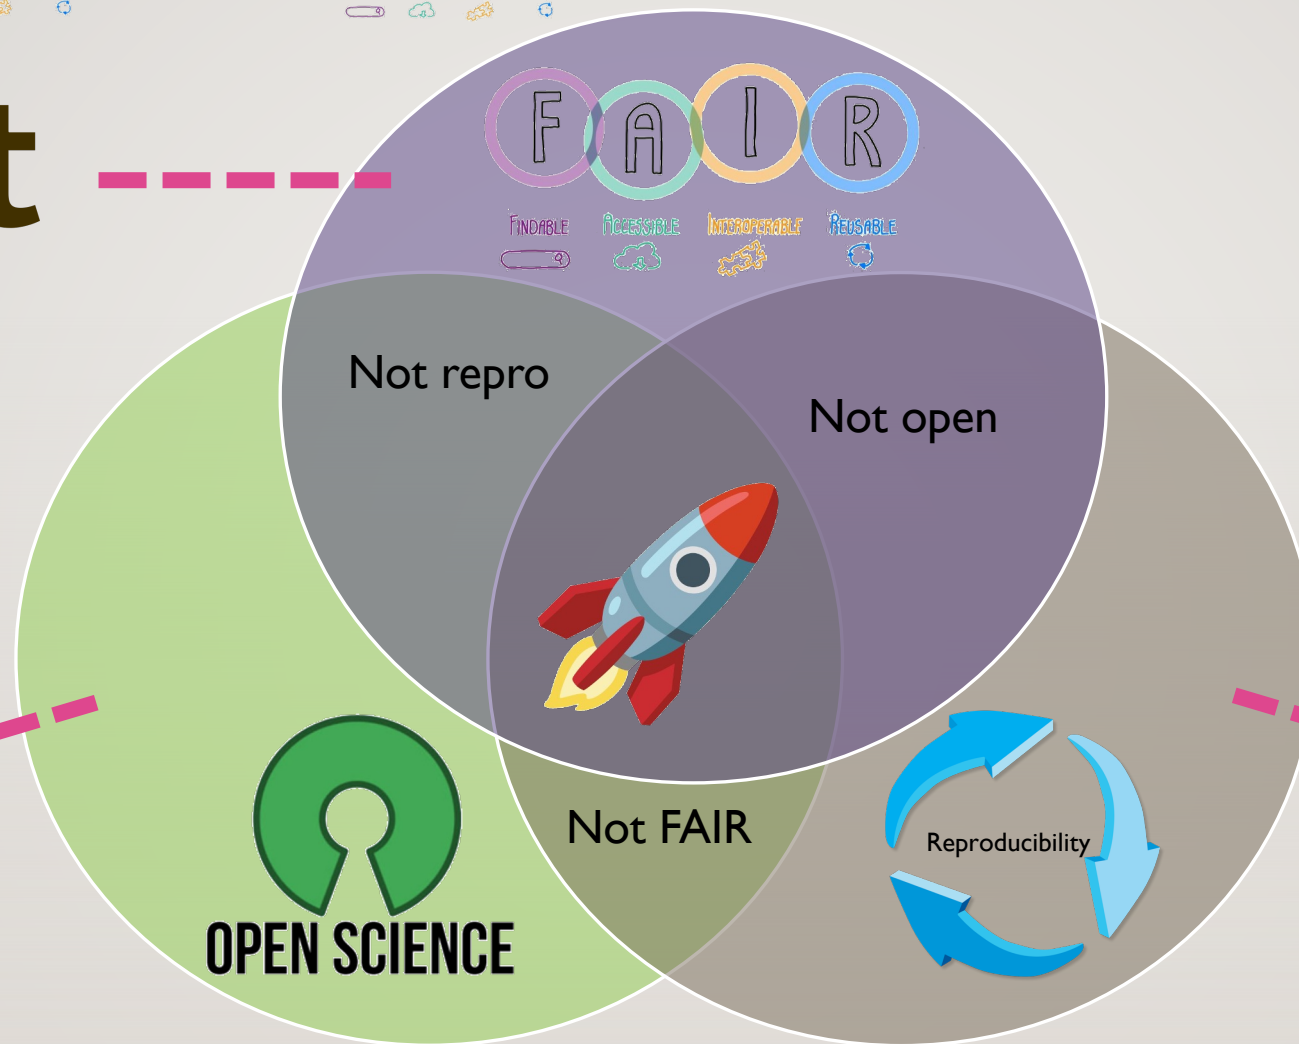 t
F A I R
FINDABLE ACCESSIBLE INTEROPERABLE REUSABLE
Not repro
Not open
Not FAIR
Reproducibility
OPEN SCIENCE